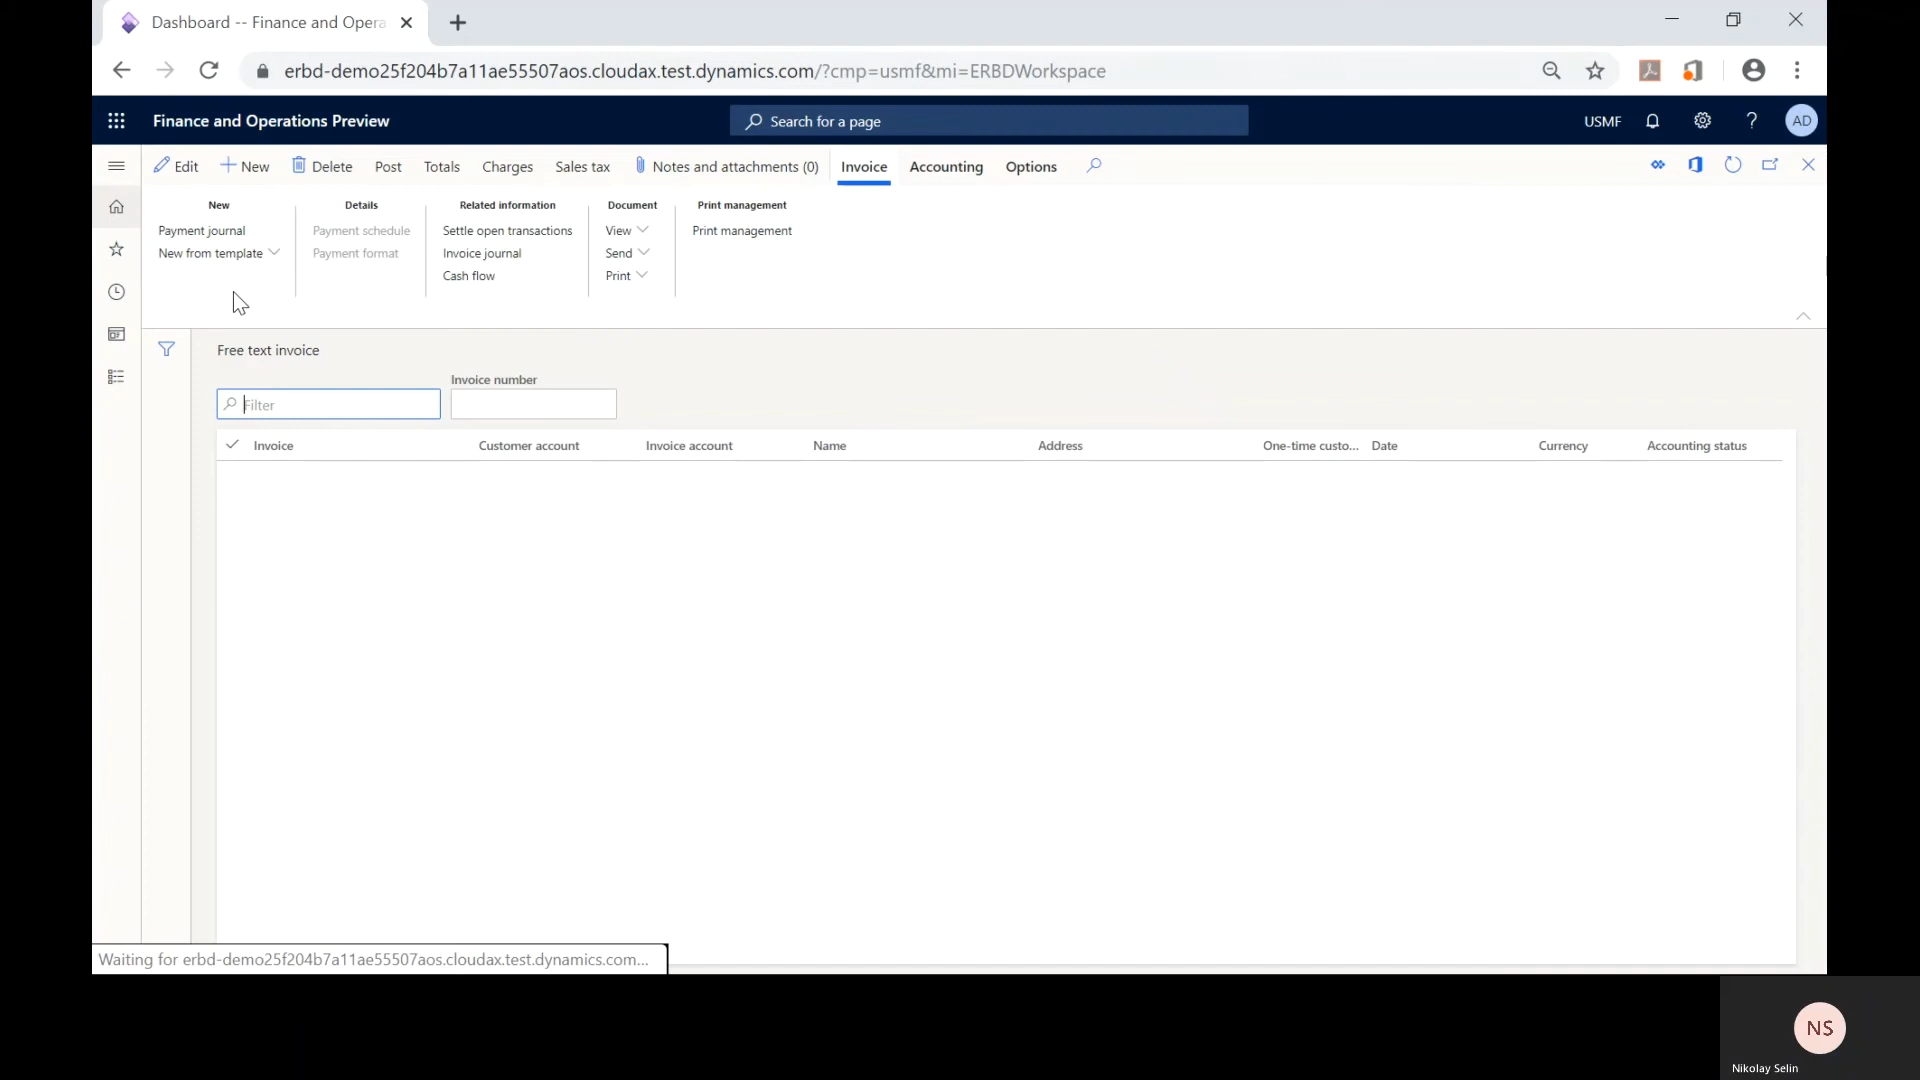 Dashboard -- Finance and Opera
erbd-demo25f204b7a11ae55507aos.cloudax.test.dynamics.com/?cmp=usmf&mi=ERBDWorkspace
Finance and Operations Preview
Search for a page
USMF
AD
Edit
New
Delete
Post
Totals
Charges
Sales tax
Notes and attachments (0)
Invoice
Accounting
Options
New
Payment journal
New from template
Details
Payment schedule
Payment format
Related information
Settle open transactions
Invoice journal
Cash flow
Document
View
Send
Print
Print management
Print management
Free text invoice
Filter
Invoice number
Invoice
Customer account
Invoice account
Name
Address
One-time custo...
Date
Currency
Accounting status
Waiting for erbd-demo25f204b7a11ae55507aos.cloudax.test.dynamics.com...
NS
Nikolay Selin